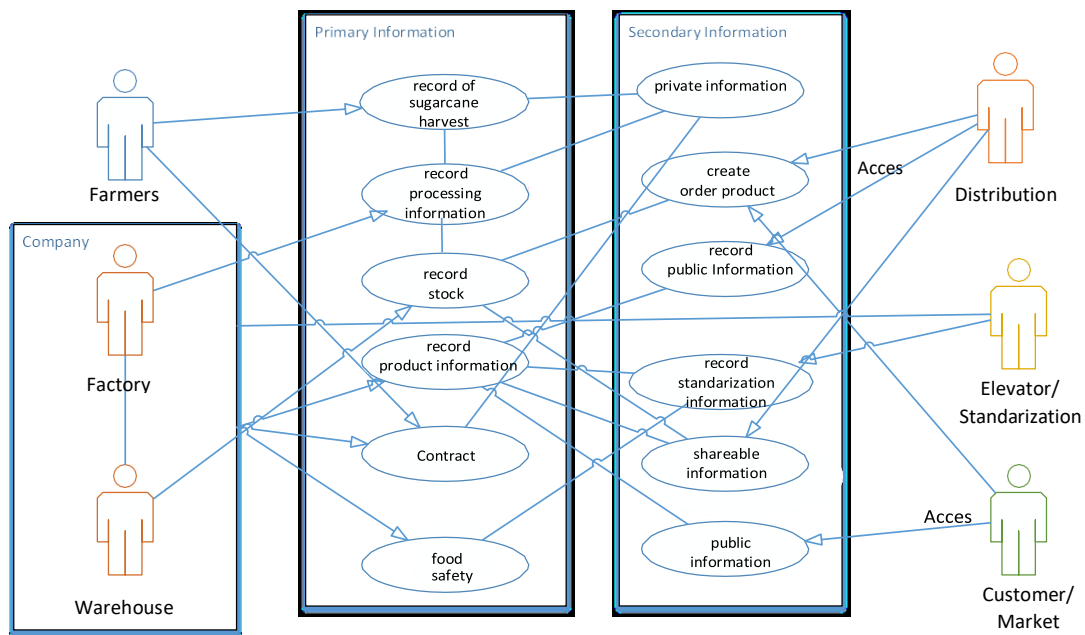 Primary Information
Secondary Information
record of
sugarcane
harvest
private information
Farmers
record
processing
information
create
order product
Acces
Distribution
Company
record
stock
record
public Information
Factory
record
product information
record
standarization
information
Elevator/
Standarization
Contract
shareable
information
Acces
food
safety
public
information
Warehouse
Customer/
Market